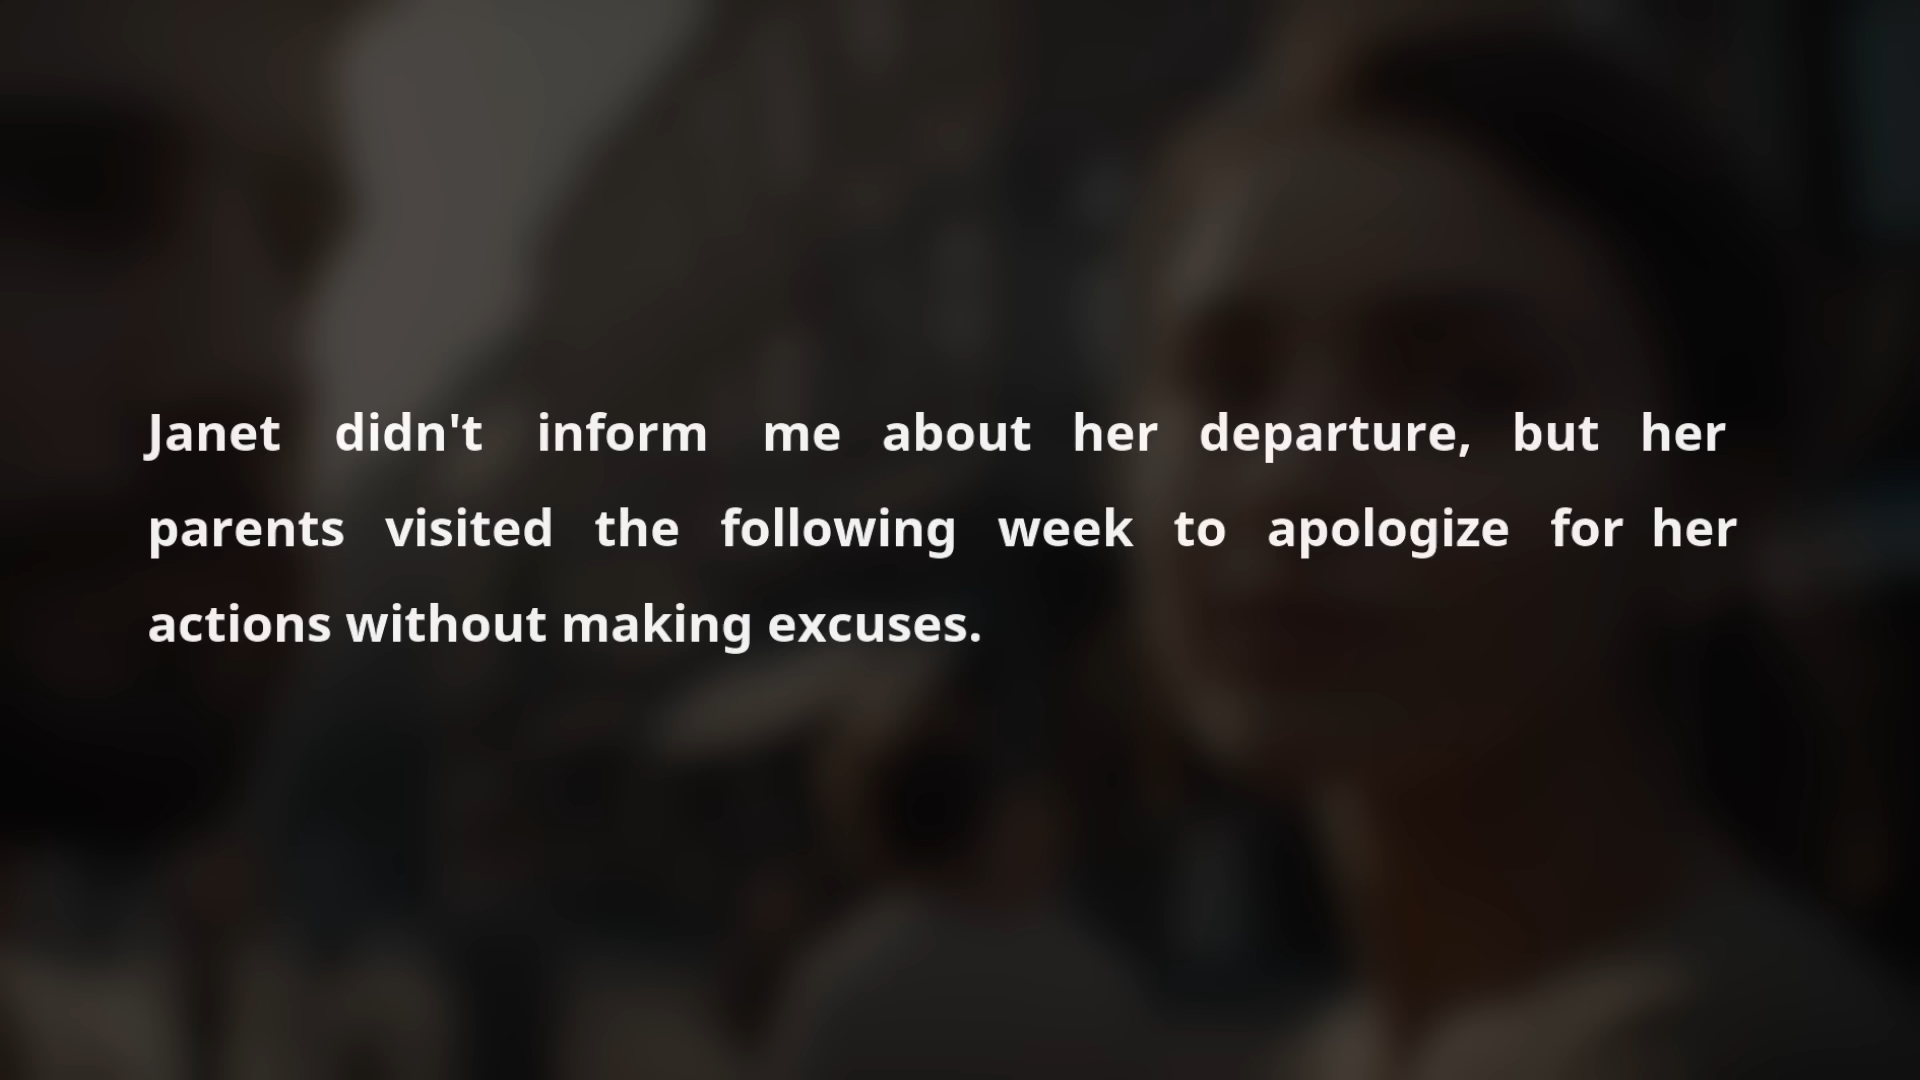 Janet didn't inform me about her departure, but her
parents visited the following week to apologize for her
actions without making excuses.